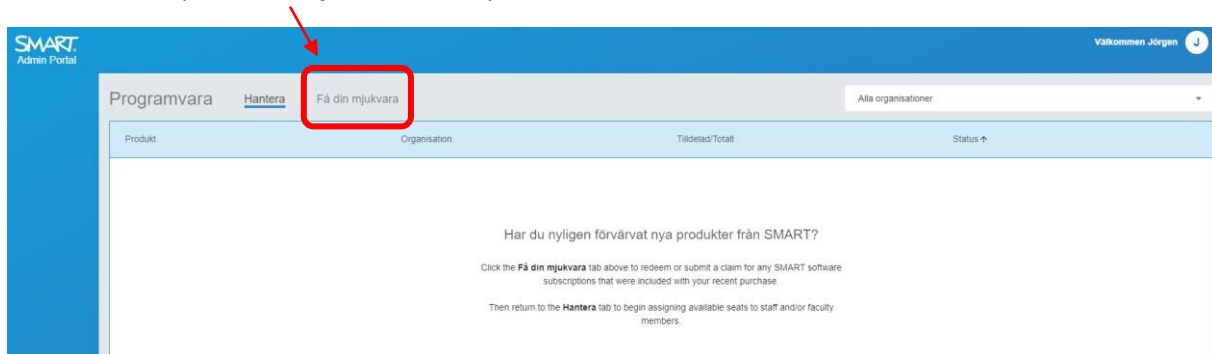 SMART
Admin Portal
Välkommen Jörgen J
Programvara Hantera Få din mjukvara Alla organisationer
Produkt Organisation Tilldelad/Totalt Status
Har du nyligen förvärvat nya produkter från SMART?
Click the Få din mjukvara tab above to redeem or submit a claim for any SMART software
subscriptions that were included with your recent purchase.
Then return to the Hantera tab to begin assigning available seats to staff and/or faculty
members.